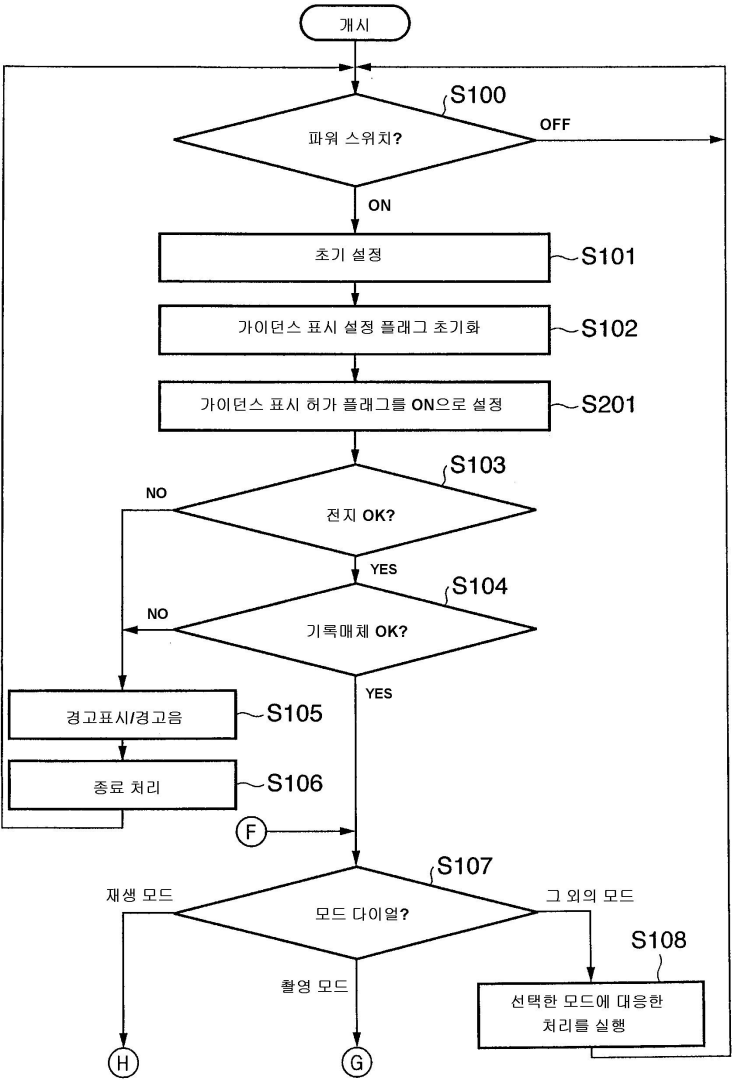 개시
S100
파워 스위치?
OFF
ON
초기 설정
S101
가이던스 표시 설정 플래그 초기화
S102
가이던스 표시 허가 플래그를 ON으로 설정
S201
S103
NO
전지 OK?
YES
S104
NO
기록매체 OK?
YES
경고표시/경고음
S105
종료 처리
S106
F
S107
재생 모드
모드 다이얼?
그 외의 모드
S108
촬영 모드
선택한 모드에 대응한
처리를 실행
H
G